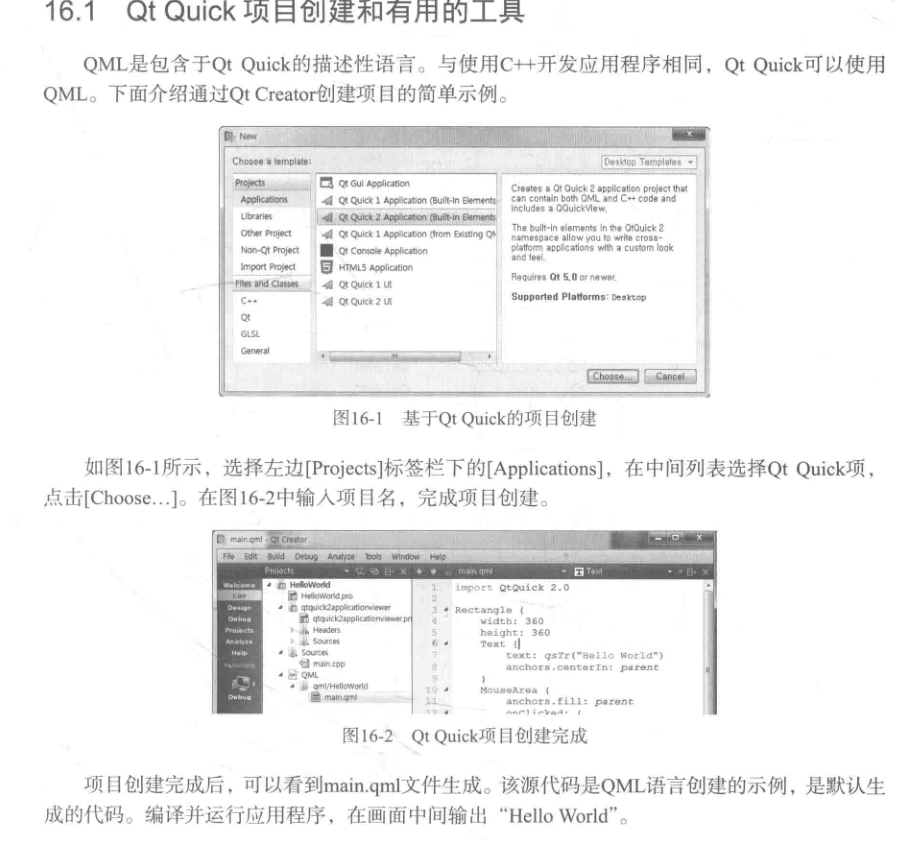 16.1 Qt Quick 项目创建和有用的工具
QML是包含于Qt Quick的描述性语言。与使用C++开发应用程序相同，Qt Quick可以使用
QML。下面介绍通过Qt Creator创建项目的简单示例。
New
Choose a template:
Desktop Templates
Projects
Applications
Libraries
Other Project
Non-Qt Project
Import Project
Files and Classes
C++
Qt
GLSL
General
Qt Gui Application
Qt Quick 1 Application (Built-in Elements
Qt Quick 2 Application (Built-in Elements
Qt Quick 1 Application (from Existing QM
Qt Console Application
HTML5 Application
Qt Quick 1 UI
Qt Quick 2 UI
Creates a Qt Quick 2 application project that
can contain both QML and C++ code and
includes a QQuickView.
The built-in elements in the QtQuick 2
namespace allow you to write cross-
platform applications with a custom look
and feel.
Requires Qt 5.0 or newer.
Supported Platforms: Desktop
Choose...
Cancel
图16-1 基于Qt Quick的项目创建
如图16-1所示，选择左边[Projects]标签栏下的[Applications]，在中间列表选择Qt Quick项，
点击[Choose…]。在图16-2中输入项目名，完成项目创建。
main.qml - Qt Creator
File Edit Build Debug Analyze Tools Window Help
Projects
main.qml
Text
Welcome
Edit
Design
Debug
Projects
Analyze
Help
Debug
HelloWorld
HelloWorld.pro
qtquick2applicationviewer
qtquick2applicationviewer.pri
Headers
Sources
Sources
main.cpp
QML
qml/HelloWorld
main.qml
1 import QtQuick 2.0
2
3 Rectangle {
4 width: 360
5 height: 360
6 Text {
7 text: qsTr("Hello World")
8 anchors.centerIn: parent
9 }
10 MouseArea {
11 anchors.fill: parent
12 onClicked: {
图16-2 Qt Quick项目创建完成
项目创建完成后，可以看到main.qml文件生成。该源代码是QML语言创建的示例，是默认生
成的代码。编译并运行应用程序，在画面中间输出“Hello World”。